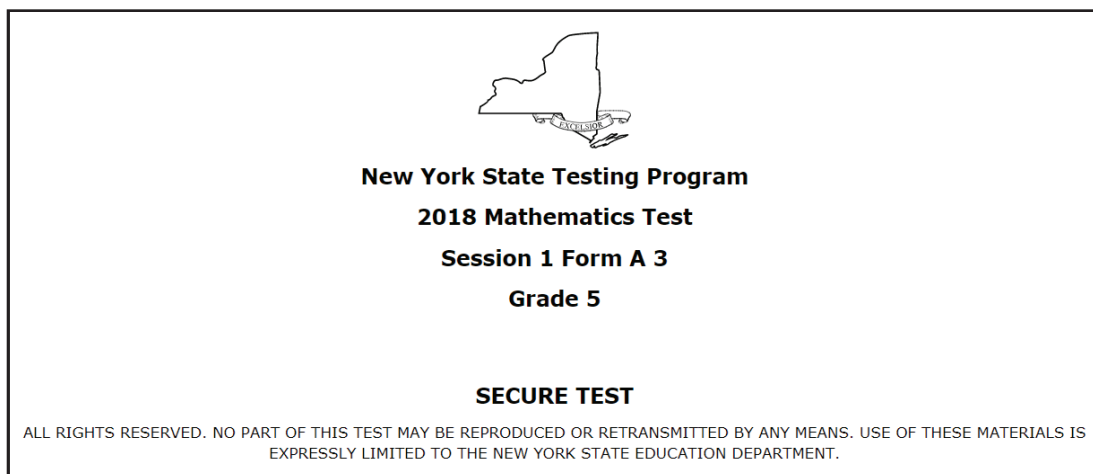 EXCELSIOR
New York State Testing Program
2018 Mathematics Test
Session 1 Form A 3
Grade 5
SECURE TEST
ALL RIGHTS RESERVED. NO PART OF THIS TEST MAY BE REPRODUCED OR RETRANSMITTED BY ANY MEANS. USE OF THESE MATERIALS IS
EXPRESSLY LIMITED TO THE NEW YORK STATE EDUCATION DEPARTMENT.